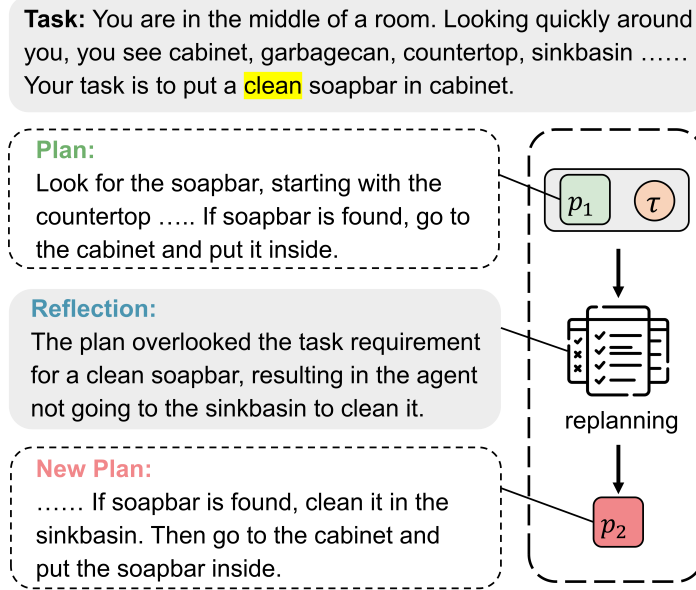 Task: You are in the middle of a room. Looking quickly around
you, you see cabinet, garbagecan, countertop, sinkbasin ……
Your task is to put a clean soapbar in cabinet.
Plan:
Look for the soapbar, starting with the
countertop ….. If soapbar is found, go to
the cabinet and put it inside.
p₁
τ
Reflection:
The plan overlooked the task requirement
for a clean soapbar, resulting in the agent
not going to the sinkbasin to clean it.
replanning
New Plan:
…… If soapbar is found, clean it in the
sinkbasin. Then go to the cabinet and
put the soapbar inside.
p₂